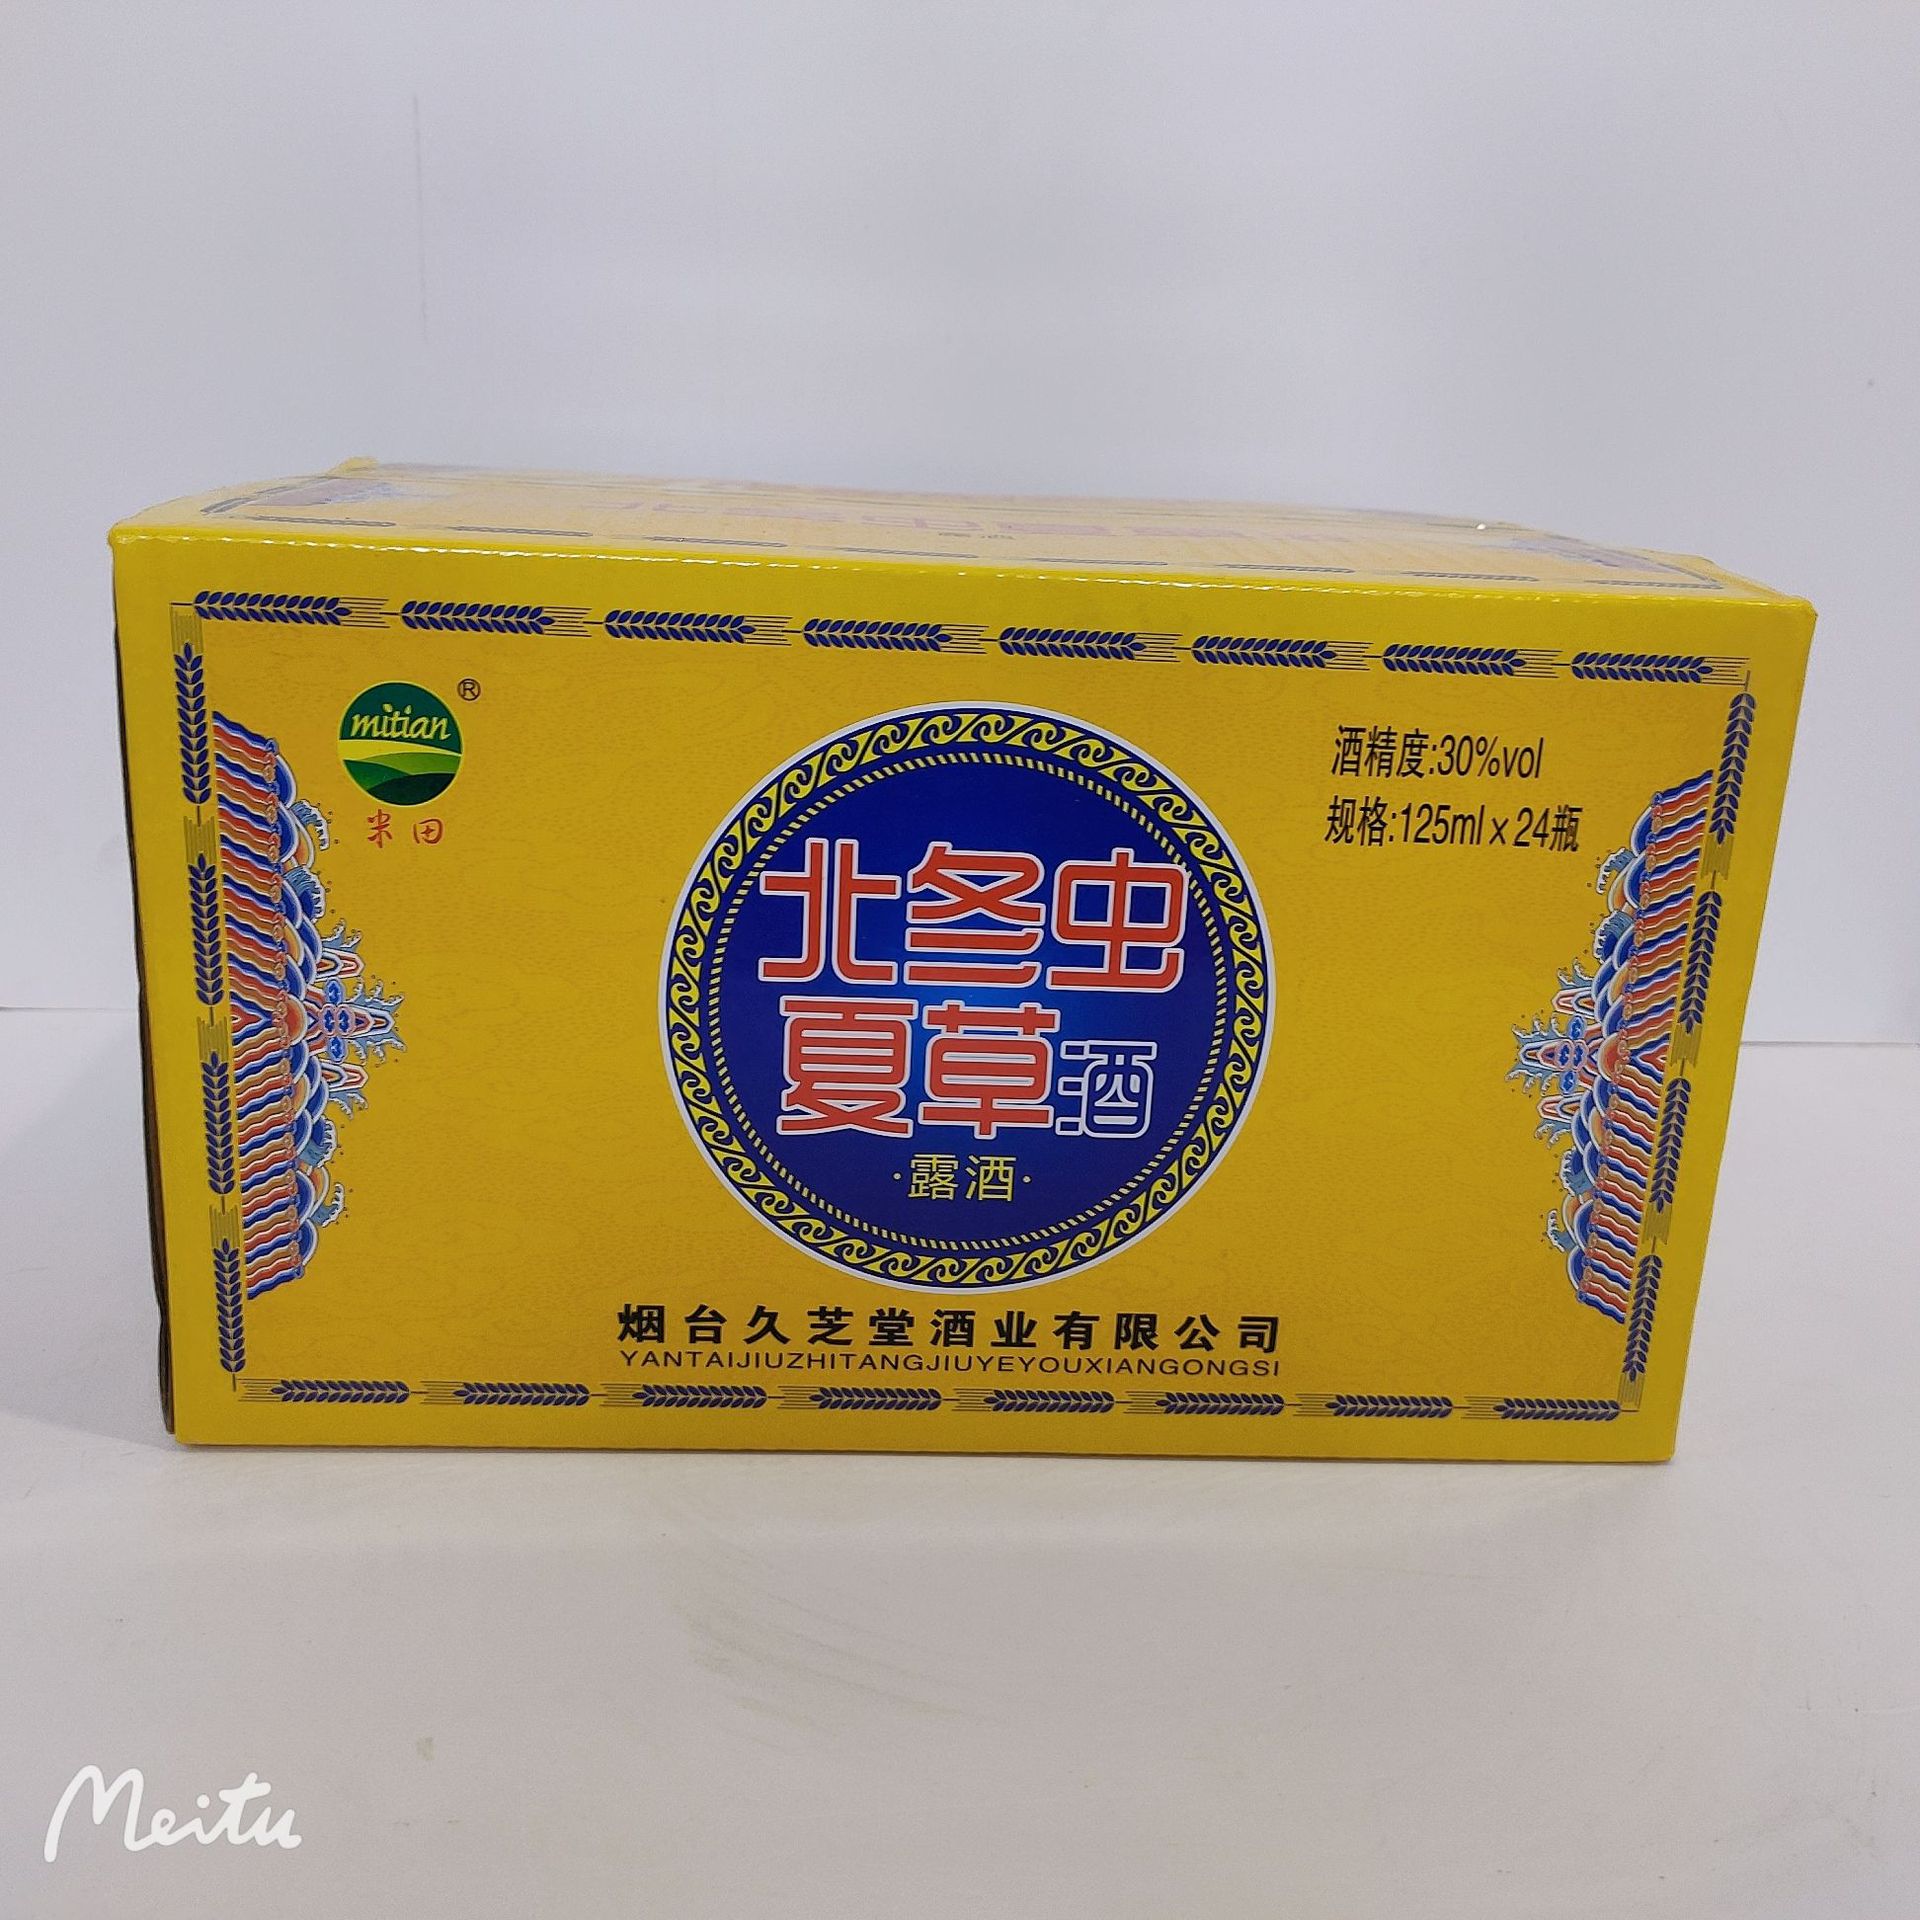 mitian
®
米田
酒精度:30%vol
规格:125ml x 24瓶
北冬虫
夏草酒
·露酒·
烟台久芝堂酒业有限公司
YANTAIJIUZHITANGJIUYEYOUXIANGONGSI
Meitu